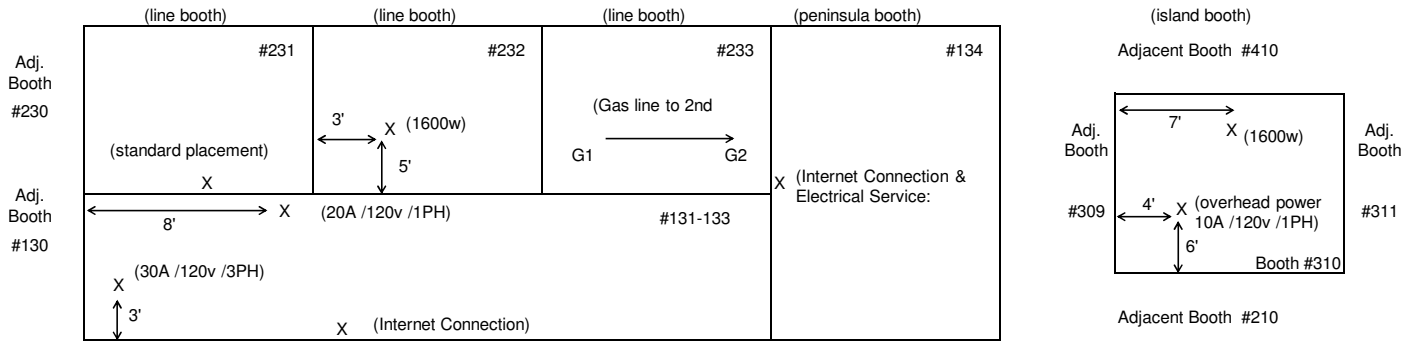 (line booth)
(line booth)
(line booth)
(peninsula booth)
(island booth)
#231
#232
#233
#134
Adjacent Booth #410
Adj.
Booth
#230
(Gas line to 2nd
3'
X (1600w)
7'
X (1600w)
(standard placement)
5'
G1
G2
Adj.
Booth
Adj.
Booth
X
X (Internet Connection &
Electrical Service:
Adj.
Booth
#130
8'
X
(20A /120v /1PH)
#131-133
#309
4'
X (overhead power
10A /120v /1PH)
#311
6'
Booth #310
(30A /120v /3PH)
X
3'
X
(Internet Connection)
Adjacent Booth #210